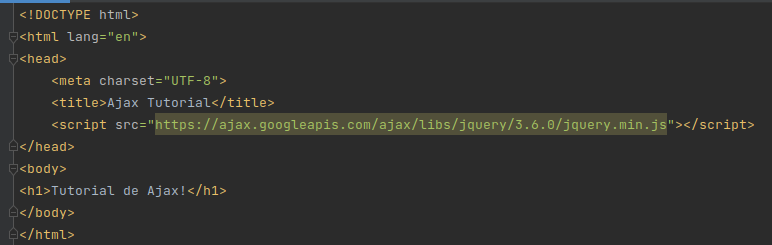 <!DOCTYPE html>
<html lang="en">
<head>
    <meta charset="UTF-8">
    <title>Ajax Tutorial</title>
    <script src="https://ajax.googleapis.com/ajax/libs/jquery/3.6.0/jquery.min.js"></script>
</head>
<body>
<h1>Tutorial de Ajax!</h1>
</body>
</html>